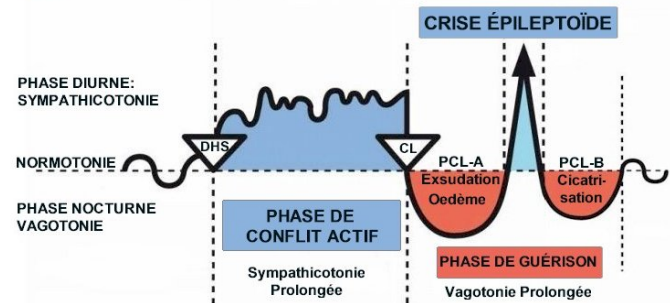 CRISE ÉPILEPTOÏDE
PHASE DIURNE:
SYMPATHICOTONIE
DHS
CL
NORMOTONIE
PCL-A
Exsudation
Oedème
PCL-B
Cicatri-
sation
PHASE NOCTURNE
VAGOTONIE
PHASE DE
CONFLIT ACTIF
PHASE DE GUÉRISON
Sympathicotonie
Prolongée
Vagotonie Prolongée